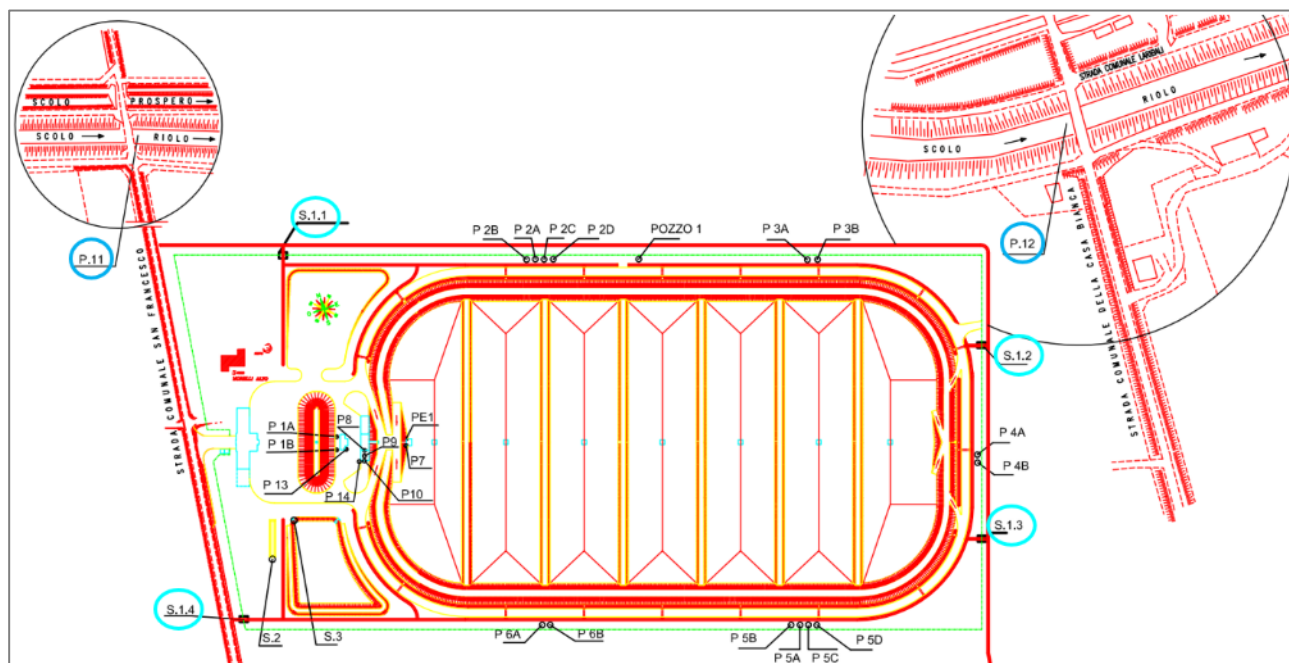 SCOLO PROSPERO
SCOLO RIOLO
P.11
STRADA COMUNALE SAN FRANCESCO
S.1.1
P 2B P 2A P 2C P 2D
POZZO 1
P 3A P 3B
STRADA COMUNALE LARGALI
SCOLO RIOLO
P.12
STRADA COMUNALE DELLA CASA BIANCA
S.1.2
P 1A
P 1B
P8
PE1
P9
P7
P 13
P 14
P10
P 4A
P 4B
S.1.3
S.1.4
S.2
S.3
P 6A P 6B
P 5B P 5D
P 5A P 5C